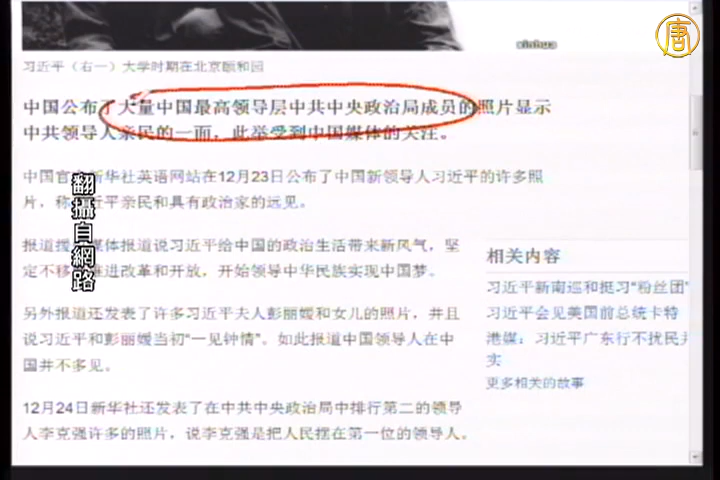 唐
xinhua
习近平（右一）大学时期在北京颐和园
中国公布了大量中国最高领导层中共中央政治局成员的照片显示
中共领导人亲民的一面，此举受到中国媒体的关注。
中国官 新华社英语网站在12月23日公布了中国新领导人习近平的许多照
片，称 近平亲民和具有政治家的远见。
报道援 媒体报道说习近平给中国的政治生活带来新风气，坚
定不移 推进改革和开放，开始领导中华民族实现中国梦。
另外报道还发表了许多习近平夫人彭丽媛和女儿的照片，并且
说习近平和彭丽媛当初“一见钟情”。如此报道中国领导人在中
国并不多见。
12月24日新华社还发表了在中共中央政治局中排行第二的领导
人李克强许多的照片，说李克强是把人民摆在第一位的领导人。
翻攝自網路
相关内容
习近平新南巡和挺习“粉丝团”
习近平会见美国前总统卡特
港媒：习近平广东行不扰民
实
更多相关的故事